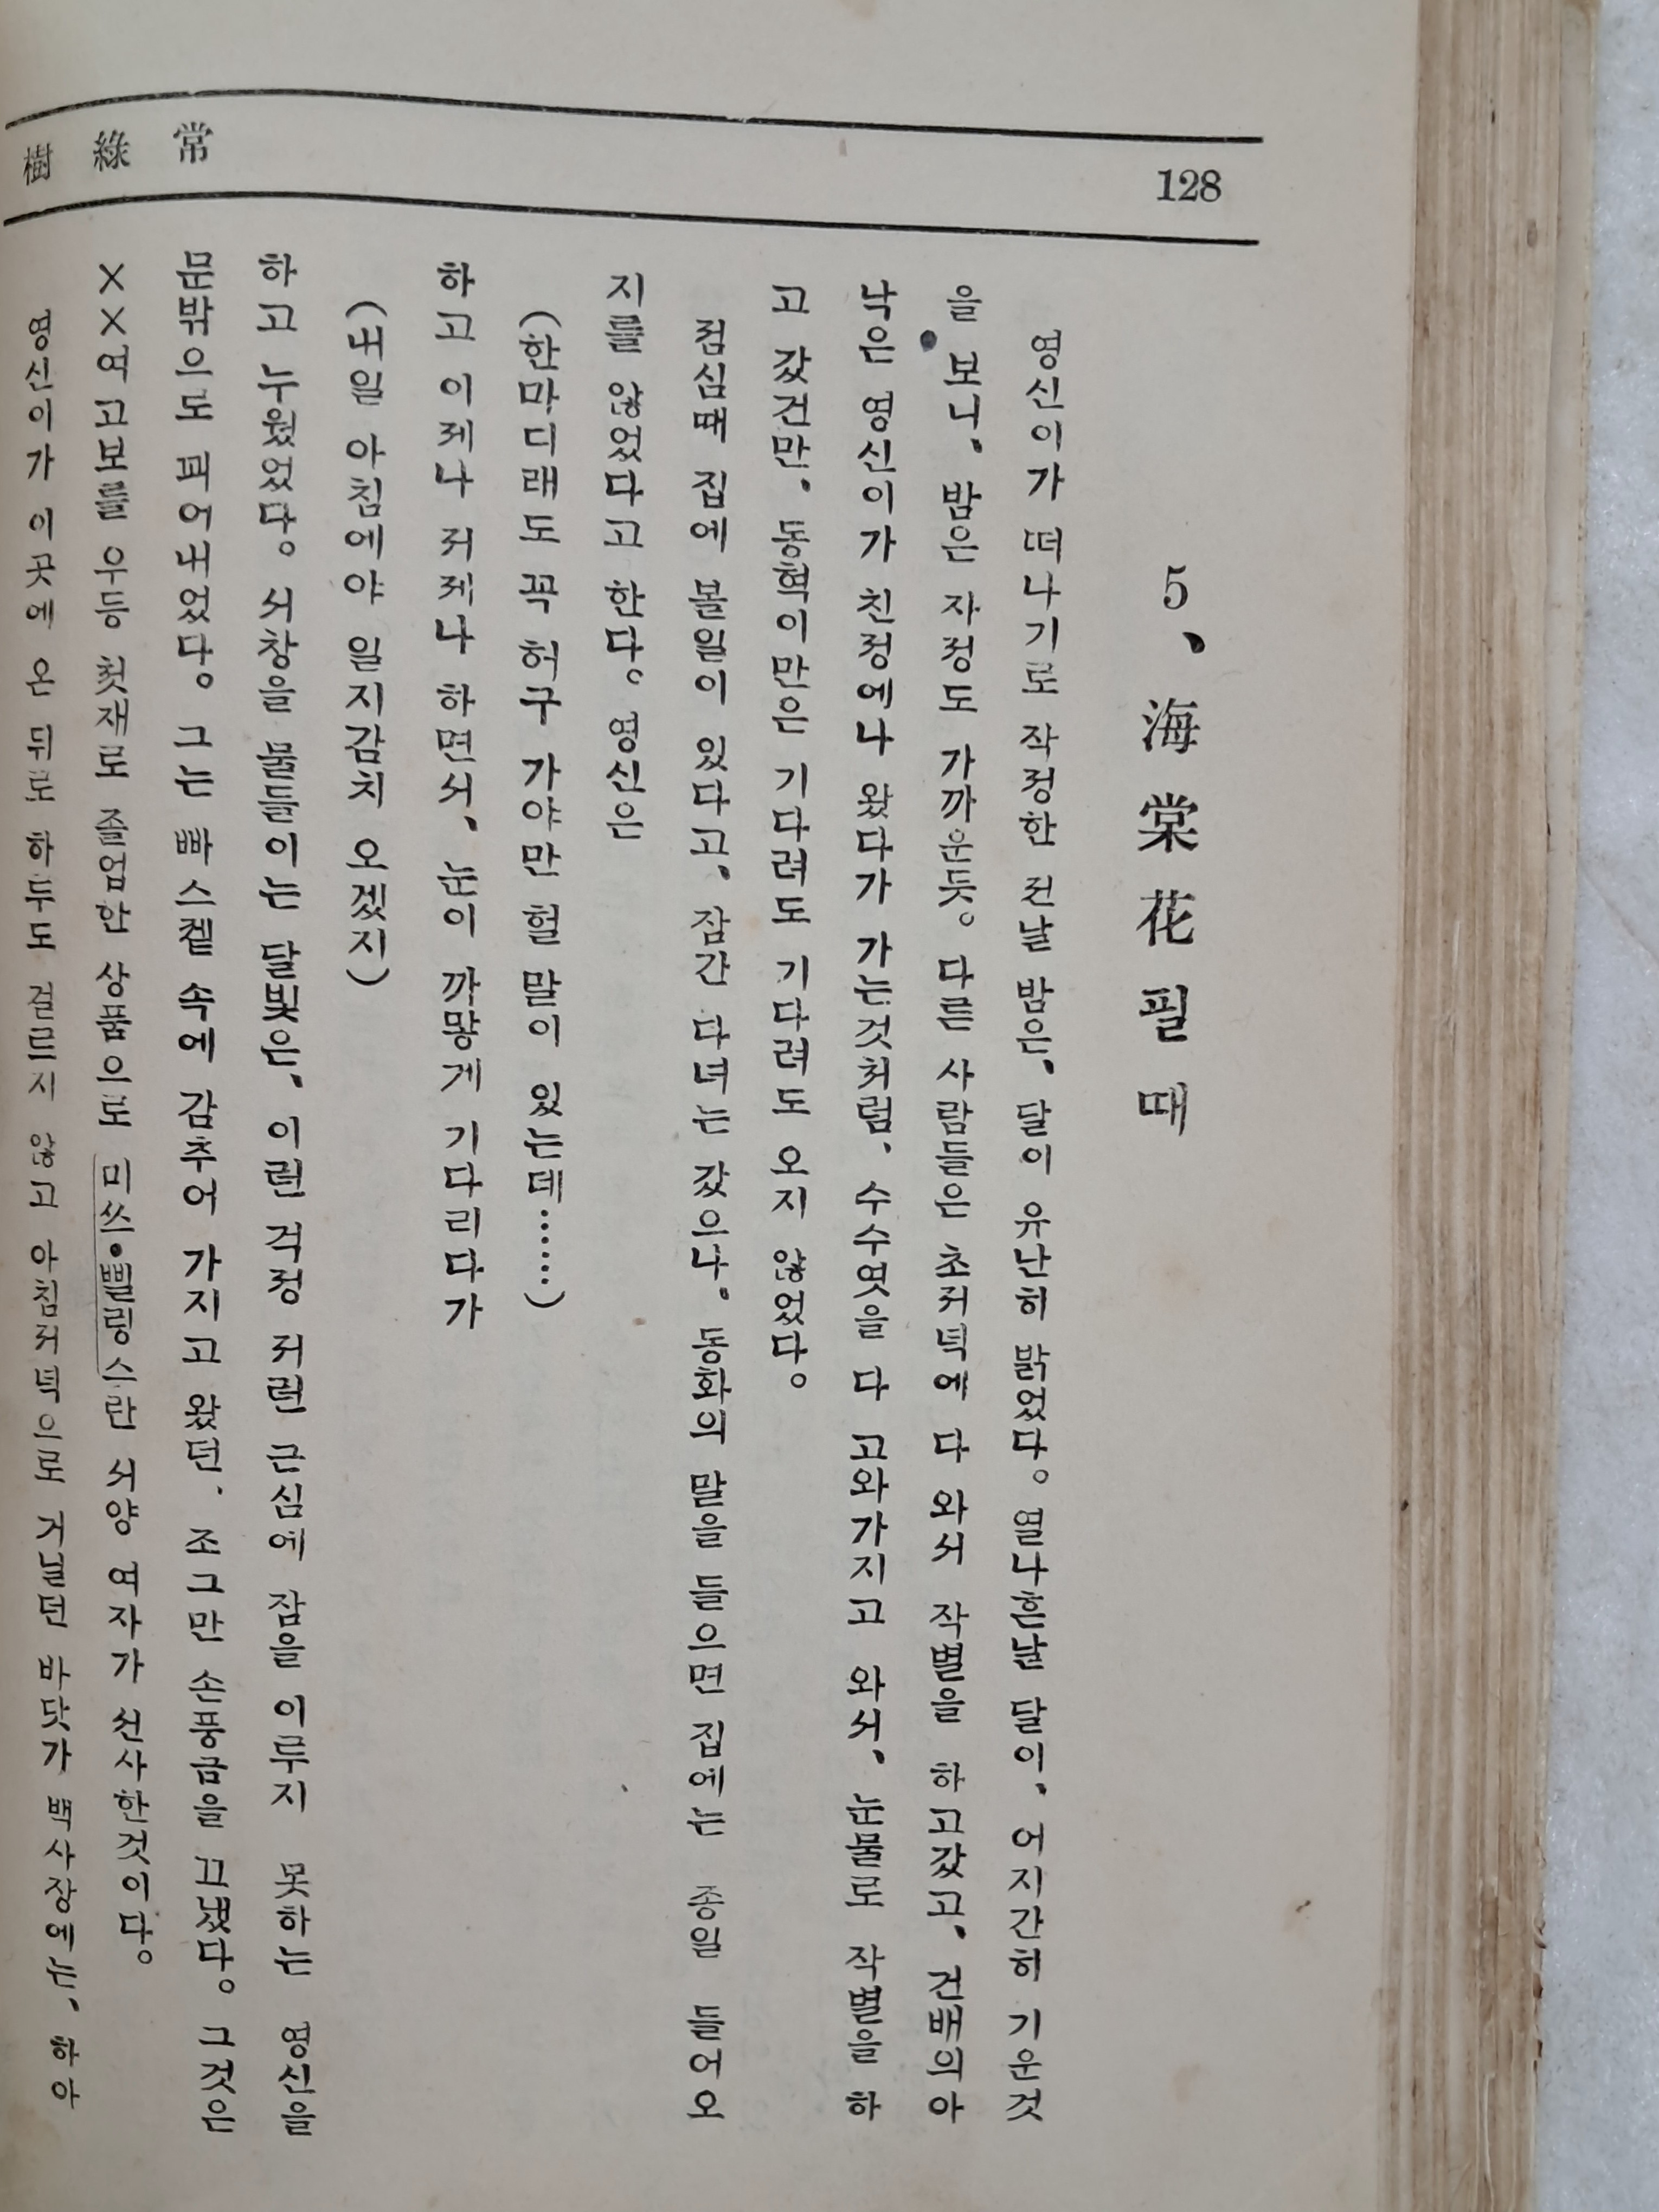 128
常綠樹
5、海棠花필때
영신이가 떠나기로 작정한 전날 밤은、달이 유난히 밝었다。열나흔날 달이、어지간히 기운것
을 보니、밤은 자정도 가까운듯。다른 사람들은 초저녁에 다 와서 작별을 하고갔고、건배의아
낙은 영신이가 친정에나 왔다가 가는것처럼、수수엿을 다 고와가지고 와서、눈물로 작별을 하
고 갔건만、동혁이만은 기다려도 기다려도 오지 않었다。
점심때 집에 볼일이 있다고、잠간 다녀는 갔으나、동화의 말을 들으면 집에는 종일 들어오
지를 않었다고 한다。영신은
(한마디래도 꼭 허구 가야만 헐 말이 있는데……)
하고 이제나 저제나 하면서、눈이 까맣게 기다리다가
(내일 아침에야 일지감치 오겠지)
하고 누웠었다。서창을 물들이는 달빛은、이런 걱정 저런 근심에 잠을 이루지 못하는 영신을
문밖으로 꾀어내었다。그는 빠스켙 속에 감추어 가지고 왔던、조그만 손풍금을 끄냈다。그것은
××여고보를 우등 첫재로 졸업한 상품으로 미쓰•삘링스란 서양 여자가 선사한것이다。
영신이가 이곳에 온 뒤로 하두도 걸르지 않고 아침저녁으로 거닐던 바닷가 백사장에는、하아